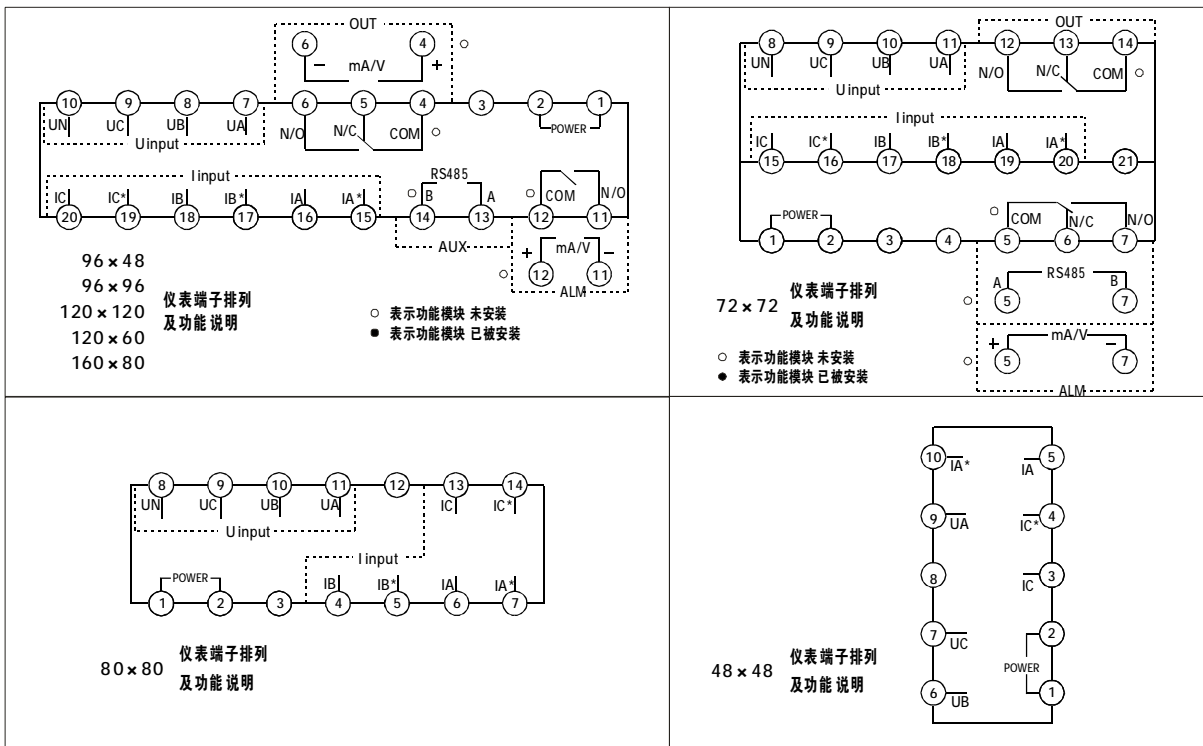 OUT
6 4
− mA/V +
10 9 8 7 6 5 4 3 2 1
UN UC UB UA N/O N/C COM POWER
U input
I input
IC IC* IB IB* IA IA* RS485 B A COM N/O
20 19 18 17 16 15 14 13 12 11
AUX
+ mA/V −
12 11
ALM
96×48
96×96
120×120
120×60
160×80
仪表端子排列
及功能说明
○ 表示功能模块 未安装
● 表示功能模块 已被安装
OUT
8 9 10 11 12 13 14
UN UC UB UA N/O N/C COM
U input
I input
IC IC* IB IB* IA IA*
15 16 17 18 19 20 21
POWER COM N/C N/O
1 2 3 4 5 6 7
A RS485 B
5 7
+ mA/V −
5 7
ALM
72×72
仪表端子排列
及功能说明
○ 表示功能模块 未安装
● 表示功能模块 已被安装
8 9 10 11 12 13 14
UN UC UB UA IC IC*
U input
I input
POWER IB IB* IA IA*
1 2 3 4 5 6 7
80×80
仪表端子排列
及功能说明
10 IA* IA 5
9 UA IC* 4
8 IC 3
7 UC 2
POWER
6 UB 1
48×48
仪表端子排列
及功能说明